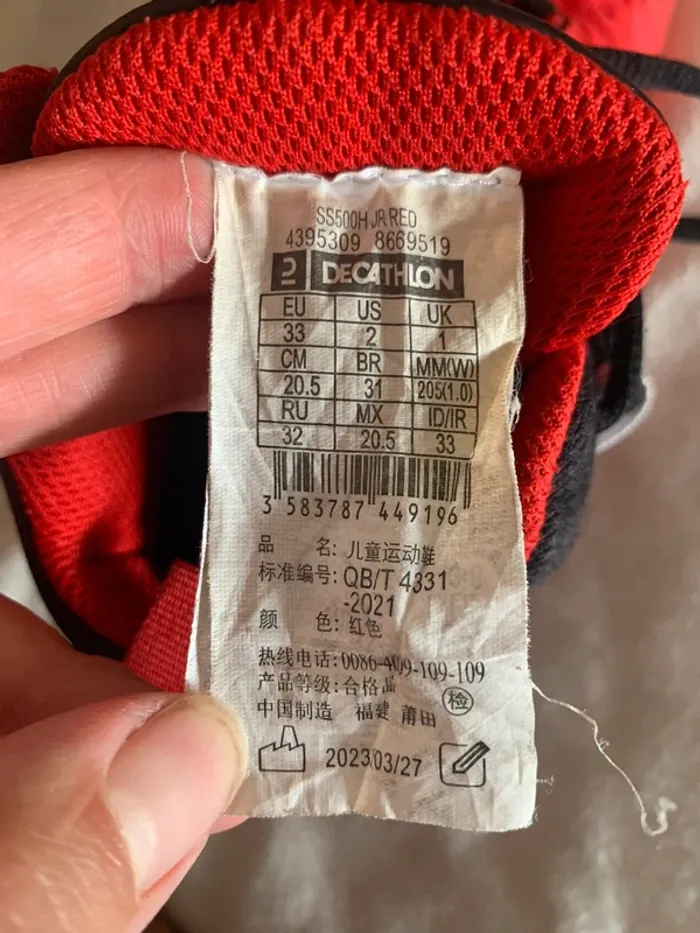 SS500H JR RED
4395309 8669519
DECATHLON
EU US UK
33 2 1
CM BR MM(W)
20.5 31 205(1.0)
RU MX ID/IR
32 20.5 33
3 583787 449196
品 名: 儿童运动鞋
标准编号: QB/T 4331
-2021
颜 色: 红色
热线电话: 0086-409-109-109
产品等级: 合格品
中国制造 福建 莆田 检
2023/03/27